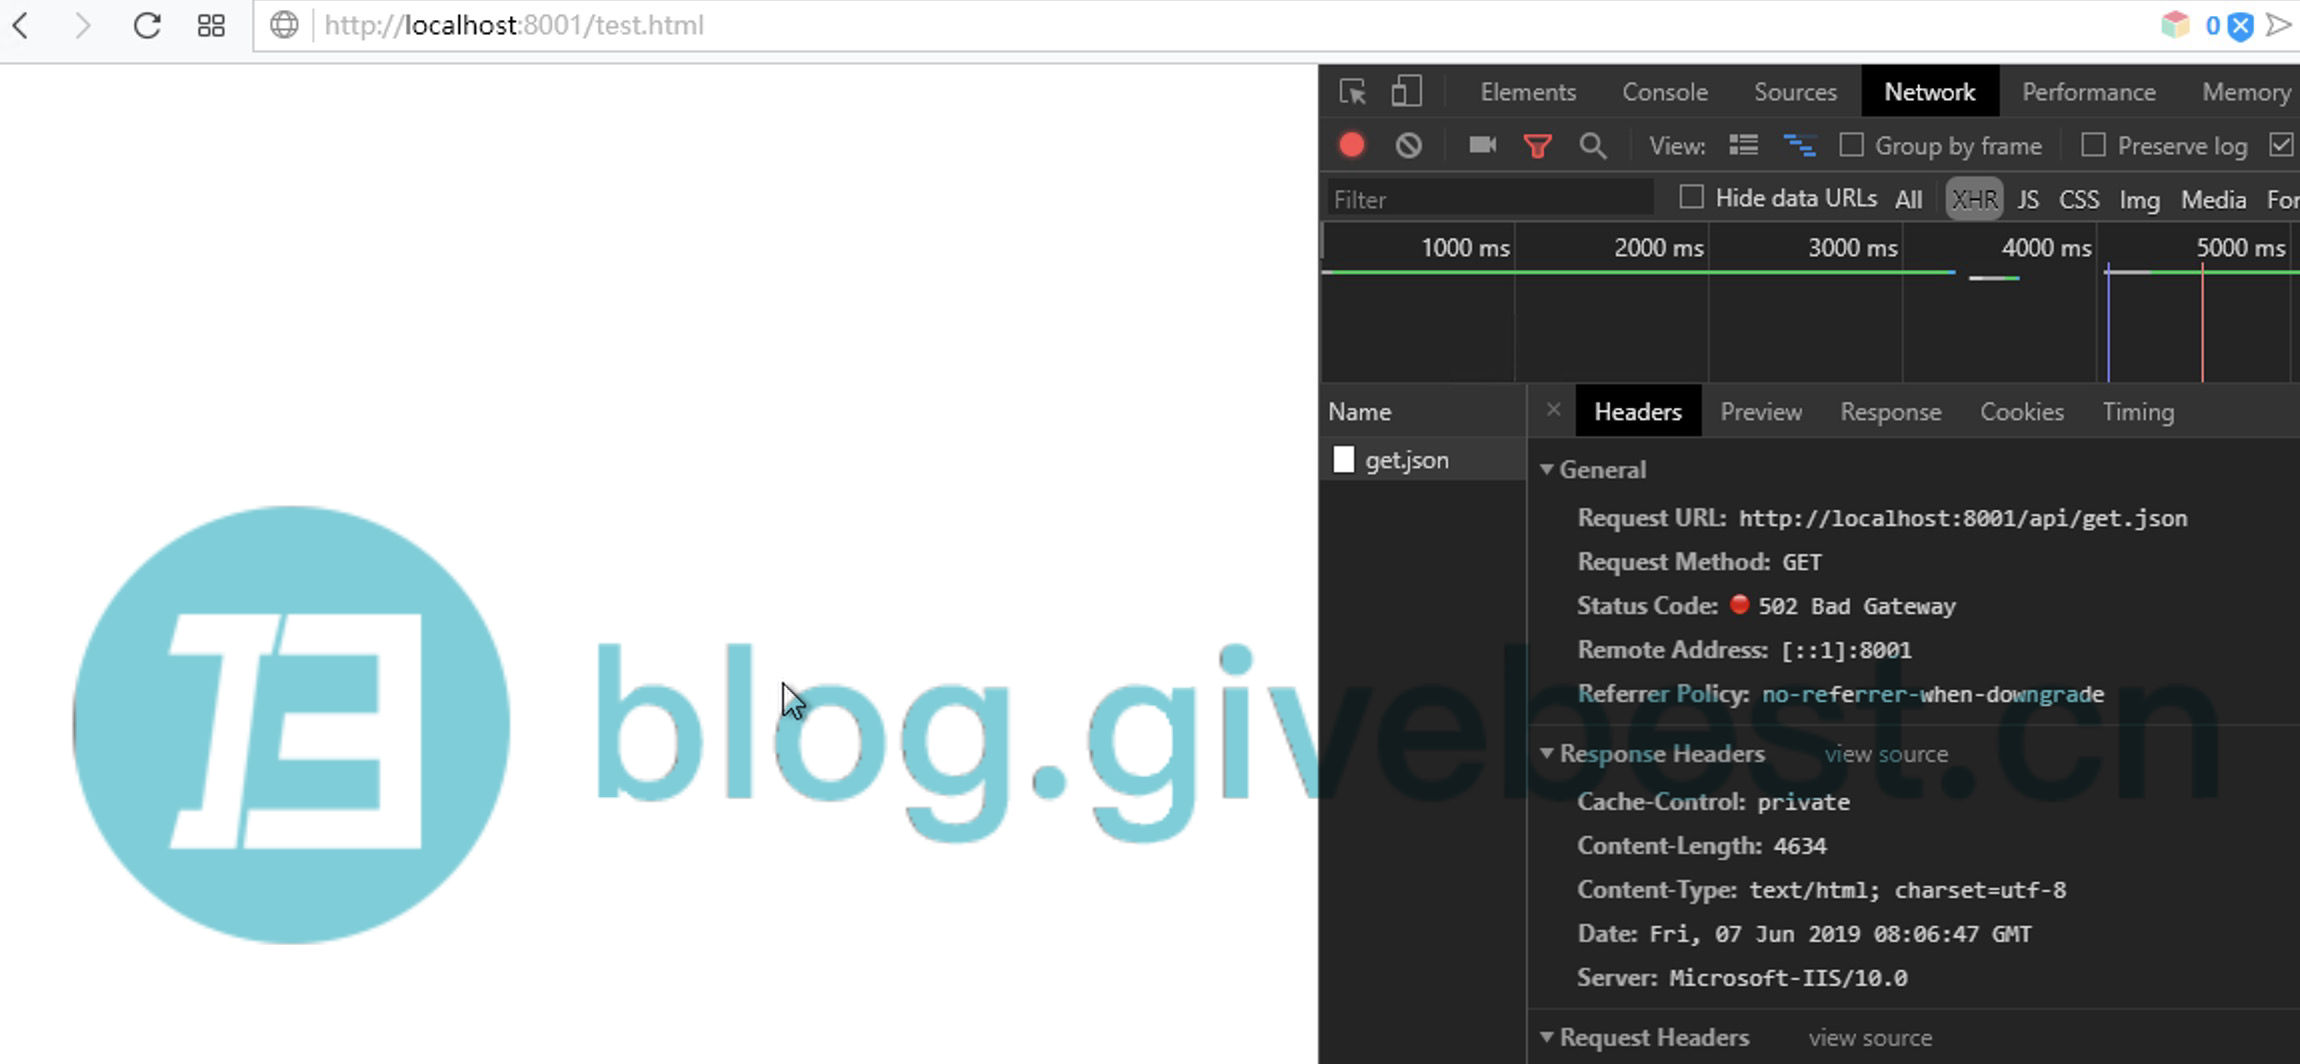 http://localhost:8001/test.html
0
Elements Console Sources Network Performance Memory
View: Group by frame Preserve log
Filter Hide data URLs All XHR JS CSS Img Media For
1000 ms 2000 ms 3000 ms 4000 ms 5000 ms
Name
get.json
Headers Preview Response Cookies Timing
General
Request URL: http://localhost:8001/api/get.json
Request Method: GET
Status Code: 502 Bad Gateway
Remote Address: [::1]:8001
Referrer Policy: no-referrer-when-downgrade
Response Headers view source
Cache-Control: private
Content-Length: 4634
Content-Type: text/html; charset=utf-8
Date: Fri, 07 Jun 2019 08:06:47 GMT
Server: Microsoft-IIS/10.0
Request Headers view source
blog.givebest.cn